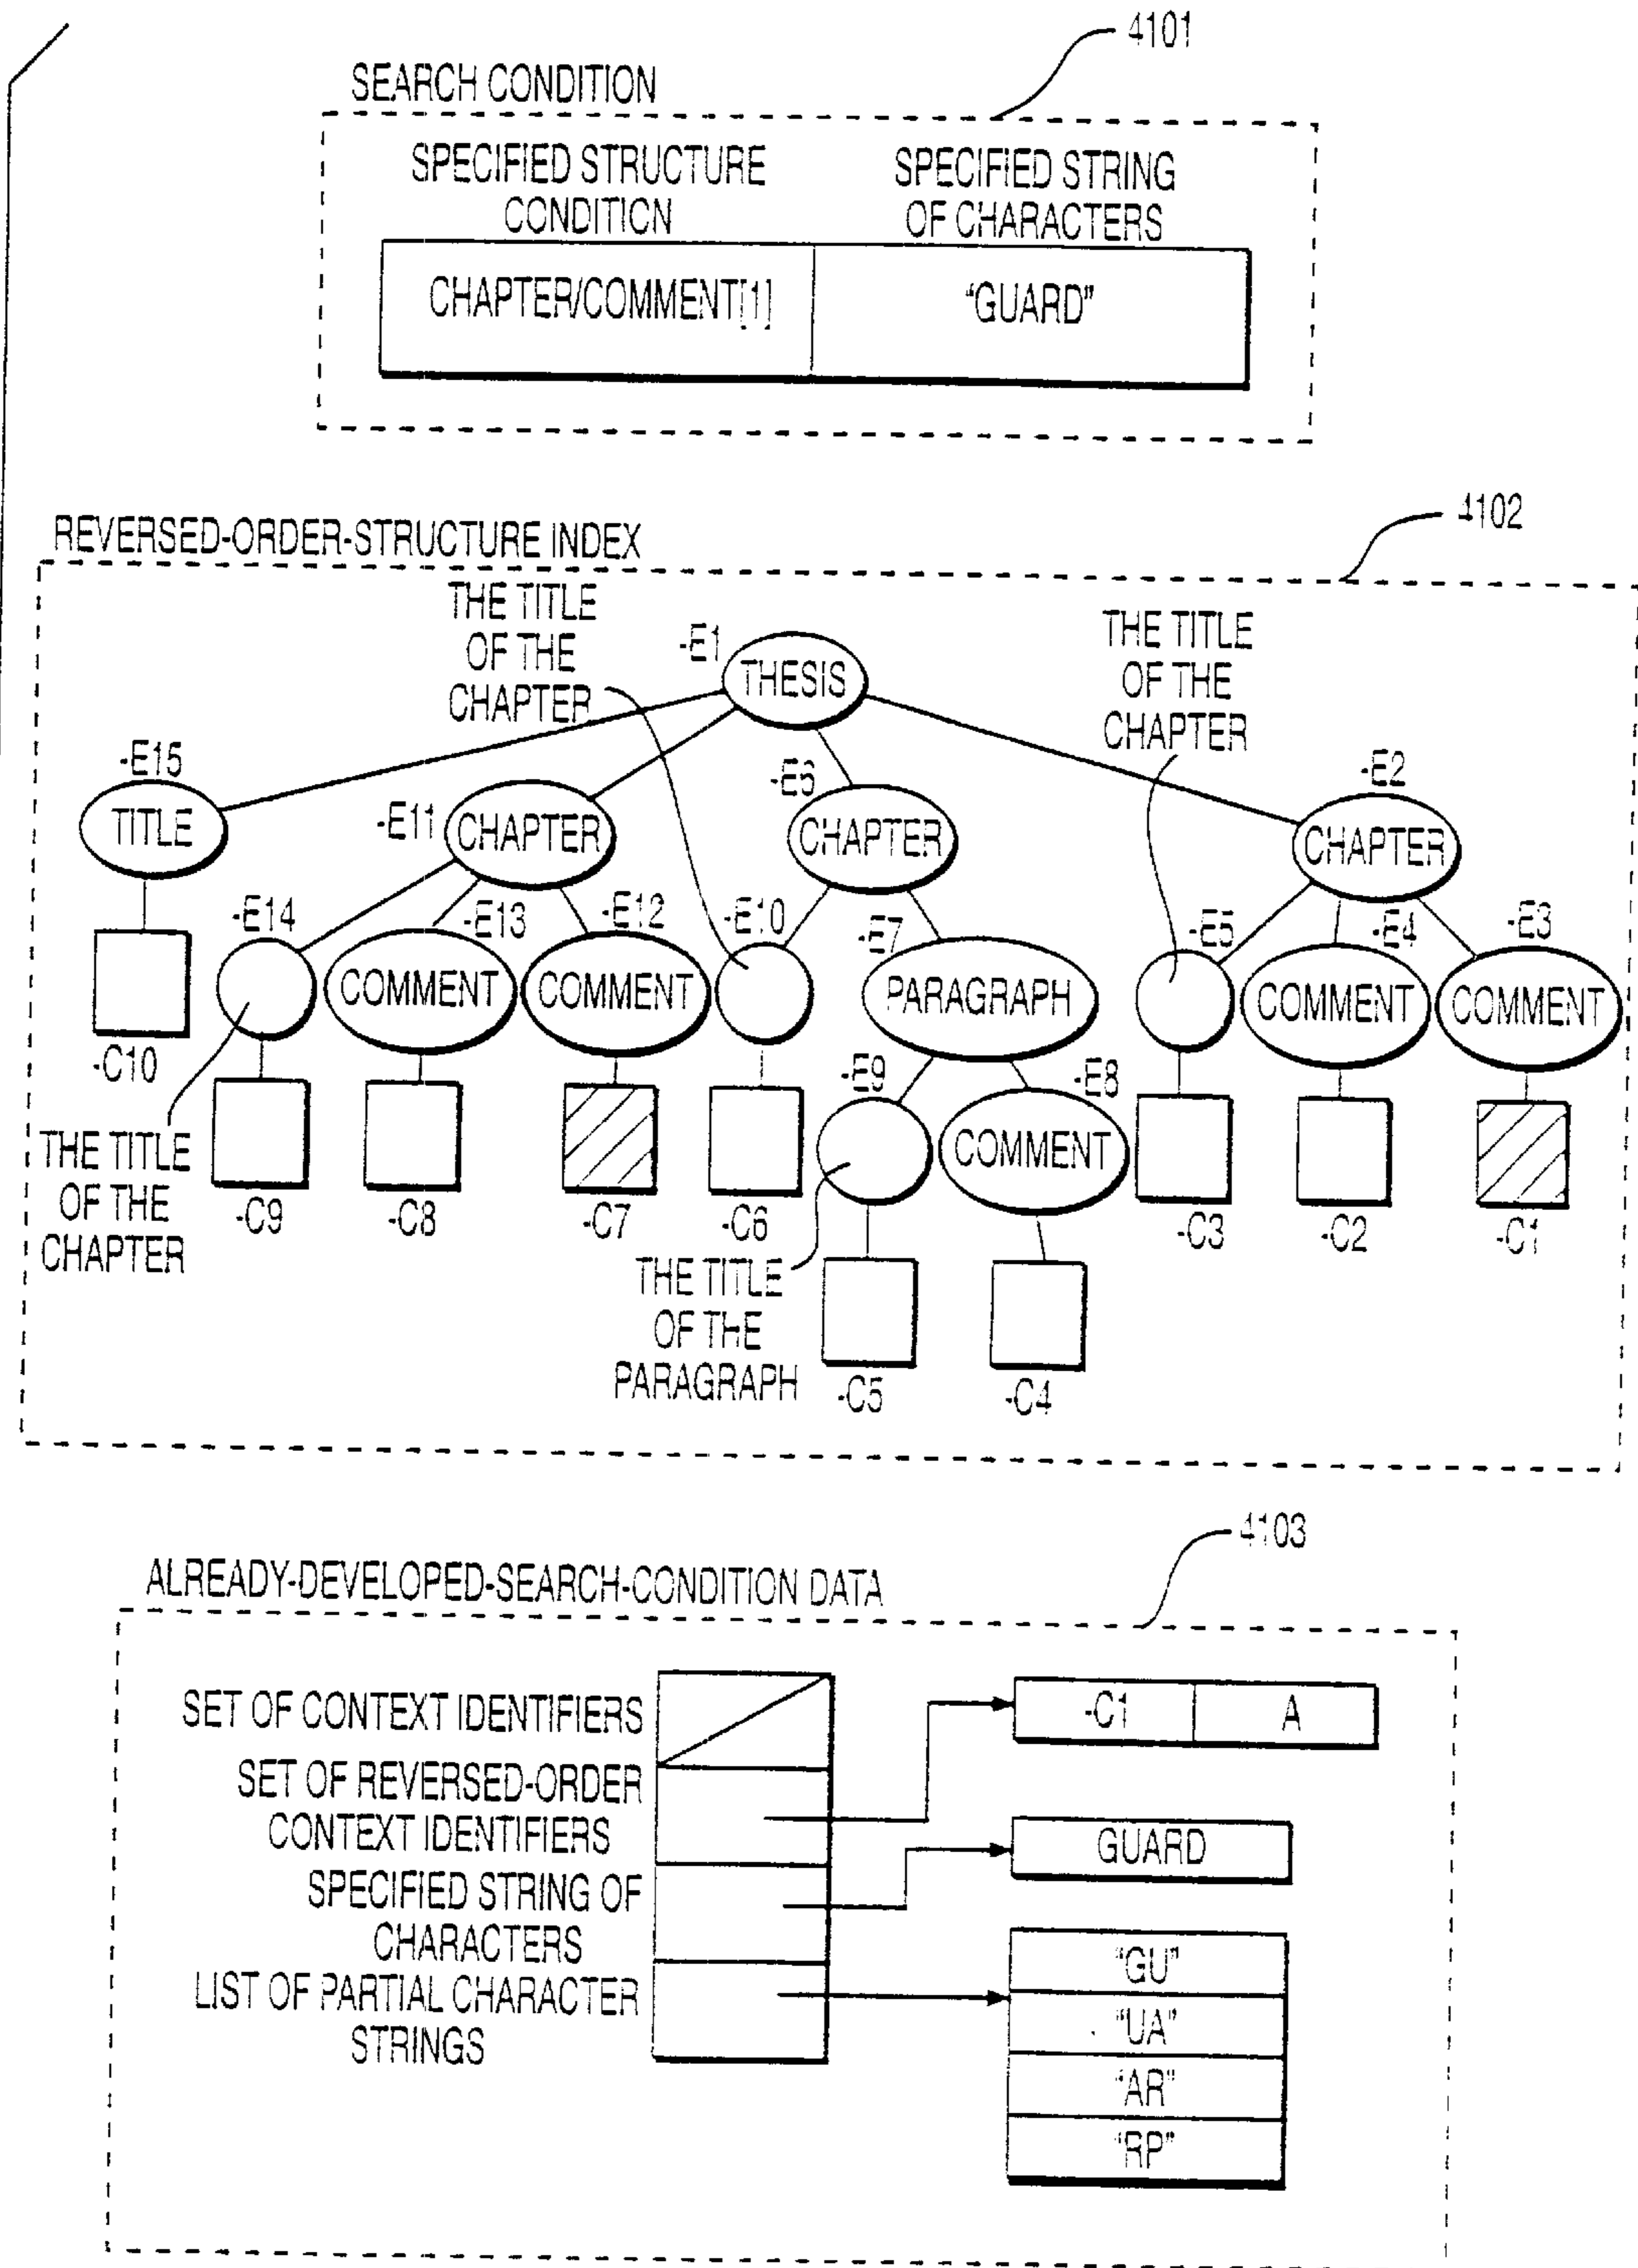 4101
SEARCH CONDITION
SPECIFIED STRUCTURE
CONDITION
SPECIFIED STRING
OF CHARACTERS
CHAPTER/COMMENT[1]
"GUARD"
4102
REVERSED-ORDER-STRUCTURE INDEX
THE TITLE
OF THE
CHAPTER
-E1
THESIS
THE TITLE
OF THE
CHAPTER
-E15
TITLE
-E11
CHAPTER
-E6
CHAPTER
-E2
CHAPTER
-E14
-E13
-E12
-E10
-E7
-E5
-E4
-E3
COMMENT
COMMENT
PARAGRAPH
COMMENT
COMMENT
-C10
-E9
-E8
COMMENT
THE TITLE
OF THE
CHAPTER
-C9
-C8
-C7
-C6
-C3
-C2
-C1
THE TITLE
OF THE
PARAGRAPH
-C5
-C4
4103
ALREADY-DEVELOPED-SEARCH-CONDITION DATA
SET OF CONTEXT IDENTIFIERS
-C1
A
SET OF REVERSED-ORDER
CONTEXT IDENTIFIERS
GUARD
SPECIFIED STRING OF
CHARACTERS
LIST OF PARTIAL CHARACTER
STRINGS
"GU"
"UA"
"AR"
"RP"